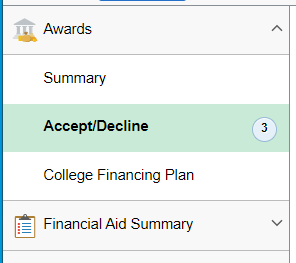 Awards
Summary
Accept/Decline 3
College Financing Plan
Financial Aid Summary